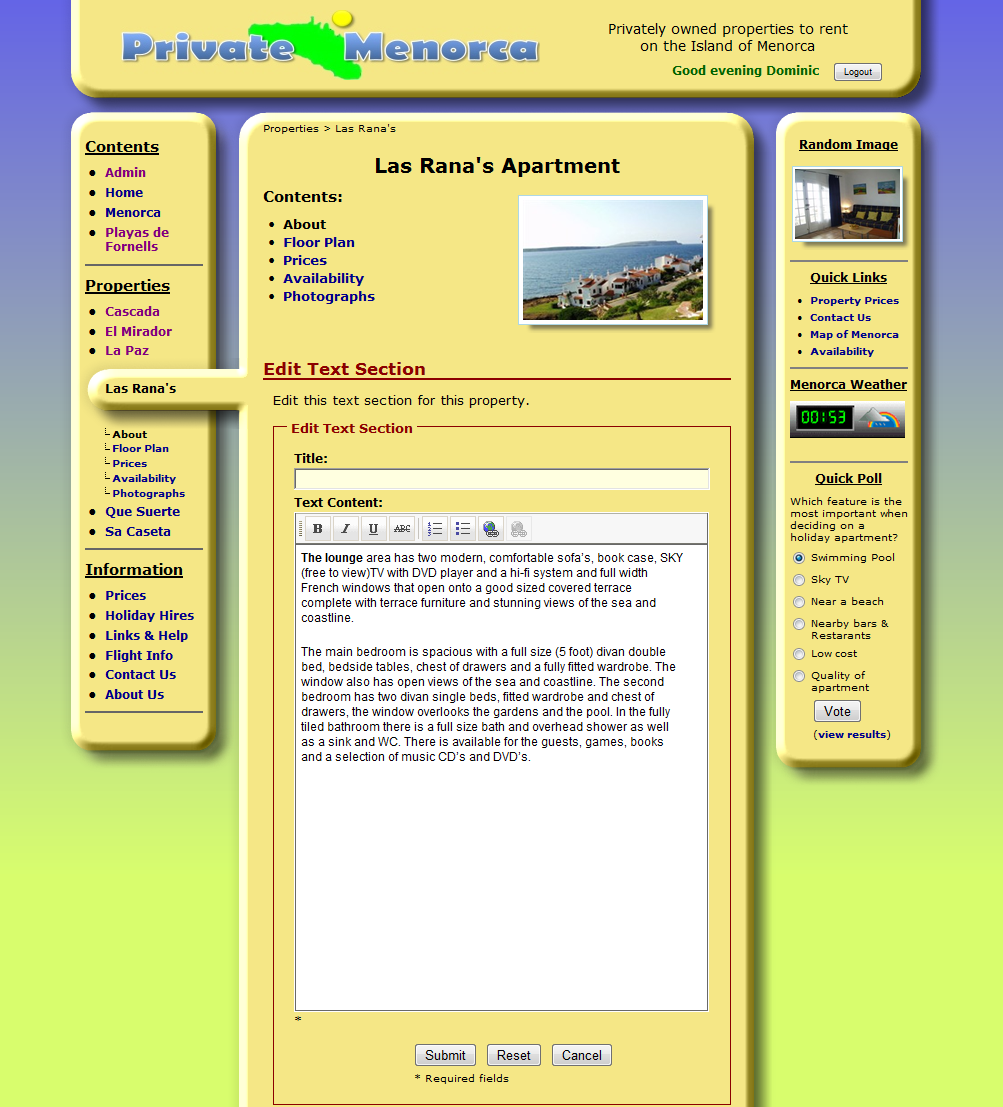 Private Menorca
Privately owned properties to rent
on the Island of Menorca
Good evening Dominic
Logout
Contents
Admin
Home
Menorca
Playas de
Fornells
Properties
Cascada
El Mirador
La Paz
Las Rana's
About
Floor Plan
Prices
Availability
Photographs
Que Suerte
Sa Caseta
Information
Prices
Holiday Hires
Links & Help
Flight Info
Contact Us
About Us
Properties > Las Rana's
Las Rana's Apartment
Contents:
About
Floor Plan
Prices
Availability
Photographs
Edit Text Section
Edit this text section for this property.
Edit Text Section
Title:
Text Content:
B I U ABC
The lounge area has two modern, comfortable sofa's, book case, SKY
(free to view)TV with DVD player and a hi-fi system and full width
French windows that open onto a good sized covered terrace
complete with terrace furniture and stunning views of the sea and
coastline.
The main bedroom is spacious with a full size (5 foot) divan double
bed, bedside tables, chest of drawers and a fully fitted wardrobe. The
window also has open views of the sea and coastline. The second
bedroom has two divan single beds, fitted wardrobe and chest of
drawers, the window overlooks the gardens and the pool. In the fully
tiled bathroom there is a full size bath and overhead shower as well
as a sink and WC. There is available for the guests, games, books
and a selection of music CD's and DVD's.
*
Submit Reset Cancel
* Required fields
Random Image
Quick Links
Property Prices
Contact Us
Map of Menorca
Availability
Menorca Weather
00:53
Quick Poll
Which feature is the
most important when
deciding on a
holiday apartment?
Swimming Pool
Sky TV
Near a beach
Nearby bars &
Restarants
Low cost
Quality of
apartment
Vote
(view results)